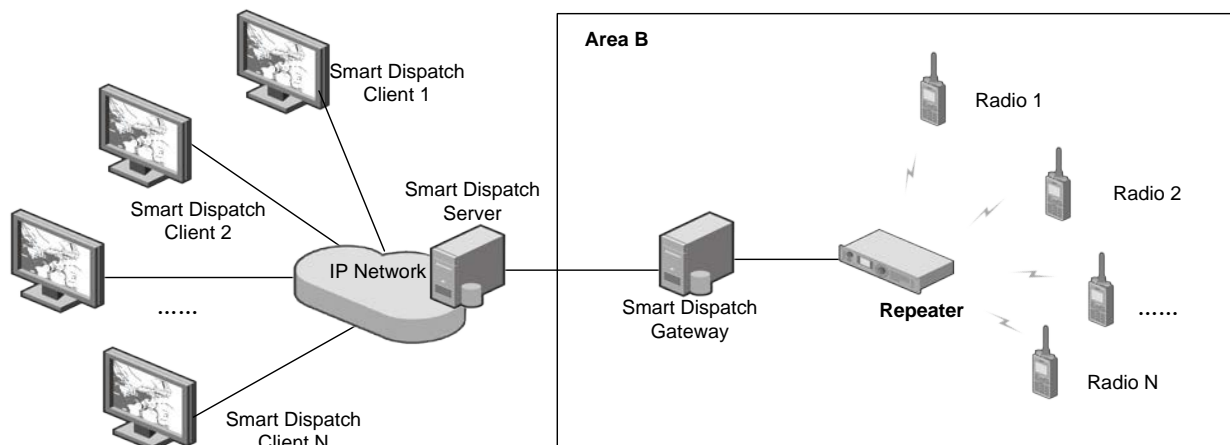 Area B
Smart Dispatch
Client 1
Radio 1
Smart Dispatch
Client 2
Smart Dispatch
Server
Radio 2
IP Network
......
Smart Dispatch
Gateway
Repeater
......
Radio N
Smart Dispatch
Client N